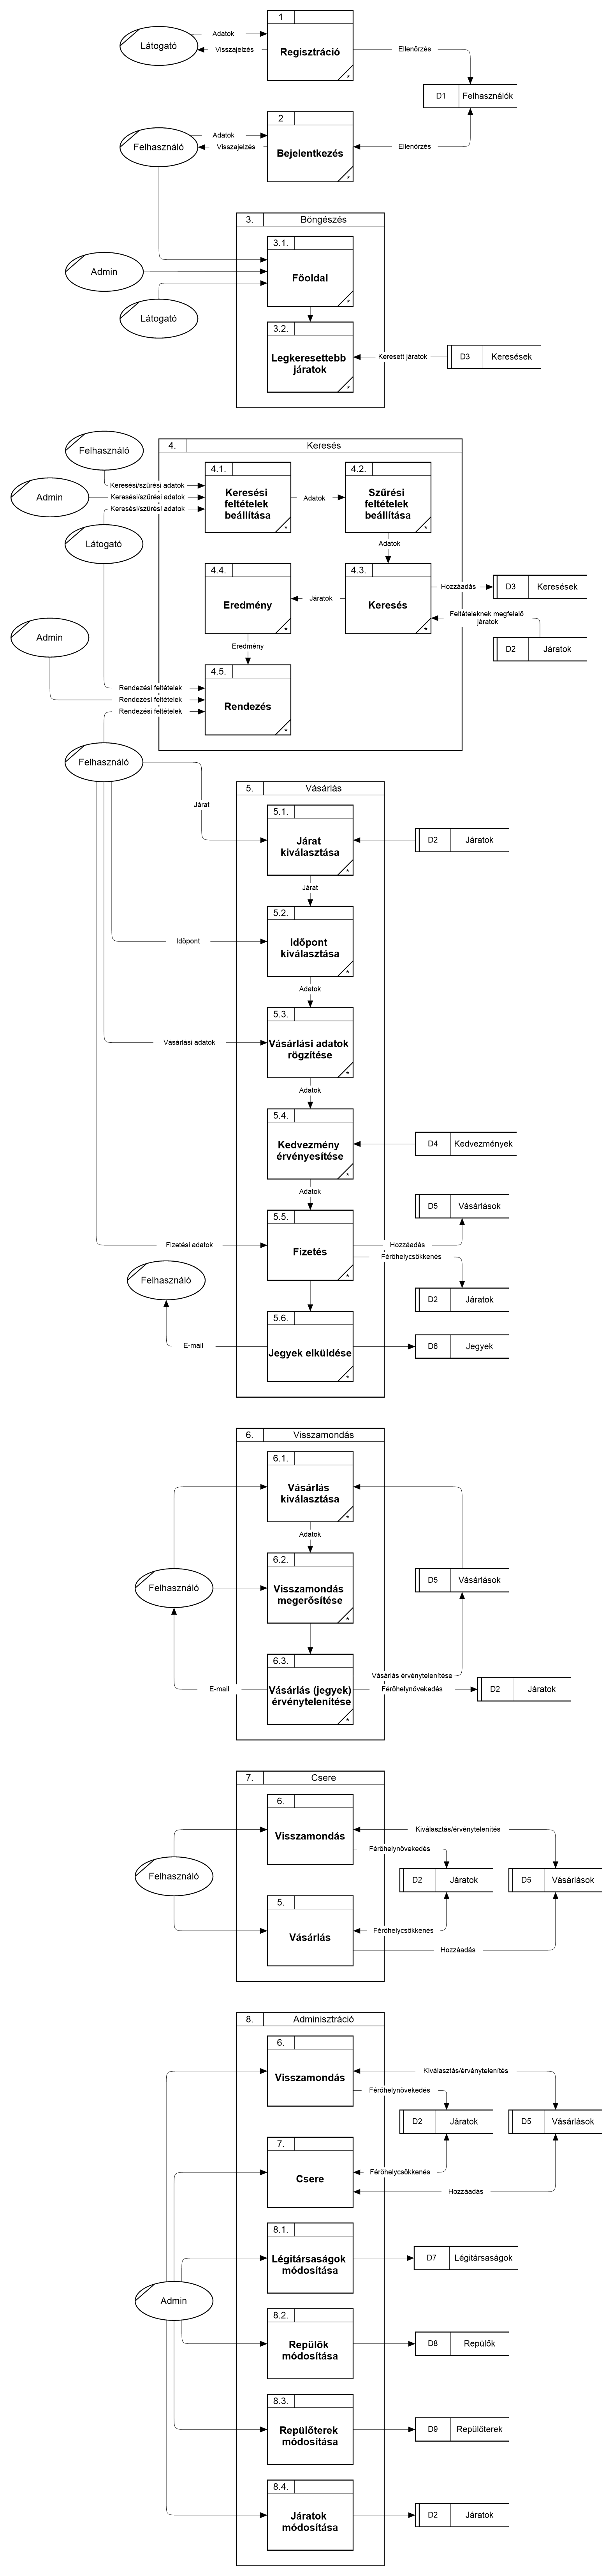 1
Látogató
Adatok
Visszajelzés
Regisztráció
*
Ellenőrzés
D1
Felhasználók
2
Felhasználó
Adatok
Visszajelzés
Bejelentkezés
*
Ellenőrzés
3.
Böngészés
3.1.
Főoldal
*
Admin
Látogató
3.2.
Legkeresettebb
járatok
*
Keresett járatok
D3
Keresések
4.
Keresés
Felhasználó
Admin
Látogató
Keresési/szűrési adatok
Keresési/szűrési adatok
Keresési/szűrési adatok
4.1.
Keresési
feltételek
beállítása
*
Adatok
4.2.
Szűrési
feltételek
beállítása
*
Adatok
4.4.
Eredmény
*
Járatok
4.3.
Keresés
*
Hozzáadás
D3
Keresések
Feltételeknek megfelelő
járatok
D2
Járatok
Admin
Eredmény
4.5.
Rendezés
*
Rendezési feltételek
Rendezési feltételek
Rendezési feltételek
Felhasználó
5.
Vásárlás
Járat
5.1.
Járat
kiválasztása
*
D2
Járatok
Járat
5.2.
Időpont
kiválasztása
*
Időpont
Adatok
5.3.
Vásárlási adatok
rögzítése
*
Vásárlási adatok
Adatok
5.4.
Kedvezmény
érvényesítése
*
D4
Kedvezmények
Adatok
5.5.
Fizetés
*
Fizetési adatok
D5
Vásárlások
Hozzáadás
Férőhelycsökkenés
D2
Járatok
Felhasználó
5.6.
Jegyek elküldése
*
E-mail
D6
Jegyek
6.
Visszamondás
6.1.
Vásárlás
kiválasztása
*
Adatok
6.2.
Visszamondás
megerősítése
*
Felhasználó
D5
Vásárlások
6.3.
Vásárlás (jegyek)
érvénytelenítése
*
E-mail
Vásárlás érvénytelenítése
Férőhelynövekedés
D2
Járatok
7.
Csere
6.
Visszamondás
Kiválasztás/érvénytelenítés
Férőhelynövekedés
Felhasználó
D2
Járatok
D5
Vásárlások
5.
Vásárlás
Férőhelycsökkenés
Hozzáadás
8.
Adminisztráció
6.
Visszamondás
Kiválasztás/érvénytelenítés
Férőhelynövekedés
D2
Járatok
D5
Vásárlások
7.
Csere
Férőhelycsökkenés
Hozzáadás
8.1.
Légitársaságok
módosítása
D7
Légitársaságok
Admin
8.2.
Repülők
módosítása
D8
Repülők
8.3.
Repülőterek
módosítása
D9
Repülőterek
8.4.
Járatok
módosítása
D2
Járatok